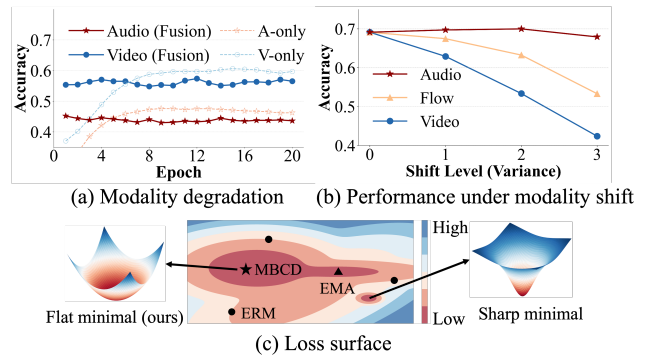 Accuracy
0.7
0.6
0.5
0.4
Audio (Fusion)
A-only
Video (Fusion)
V-only
0
4
8
12
16
20
Epoch
(a) Modality degradation
Accuracy
0.7
0.6
0.5
0.4
Audio
Flow
Video
0
1
2
3
Shift Level (Variance)
(b) Performance under modality shift
Flat minimal (ours)
MBCD
EMA
ERM
High
Low
Sharp minimal
(c) Loss surface